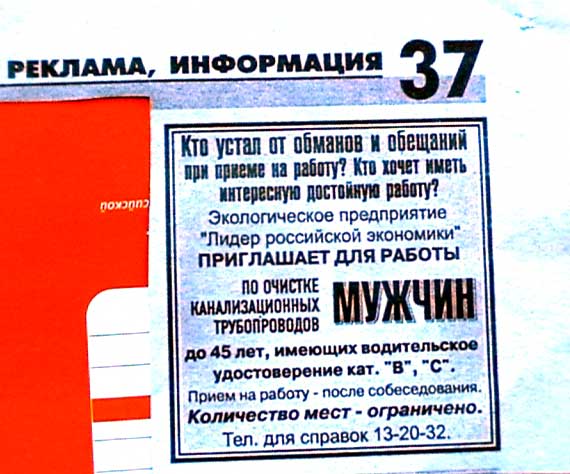 РЕКЛАМА, ИНФОРМАЦИЯ 37
Кто устал от обманов и обещаний
при приеме на работу? Кто хочет иметь
интересную достойную работу?
Экологическое предприятие
"Лидер российской экономики"
ПРИГЛАШАЕТ ДЛЯ РАБОТЫ
ПО ОЧИСТКЕ
КАНАЛИЗАЦИОННЫХ
ТРУБОПРОВОДОВ
МУЖЧИН
до 45 лет, имеющих водительское
удостоверение кат. "В", "С".
Прием на работу - после собеседования.
Количество мест - ограничено.
Тел. для справок 13-20-32.